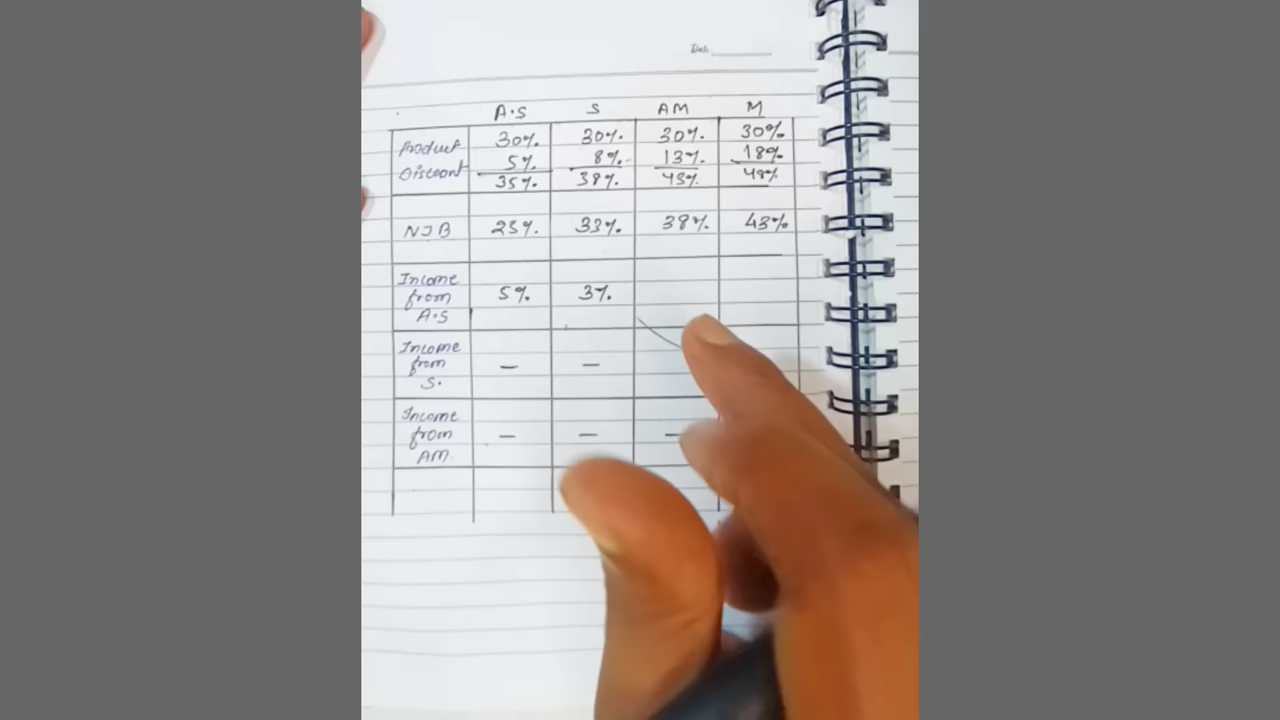 Date
A.S S AM M
Product 30% 30% 30% 30%
Discount 5% 8% 13% 18%
35% 38% 43% 48%
NJB 25% 33% 38% 43%
Income
from 5% 3%
A.S
Income
from — —
S.
Income
from — — —
AM.